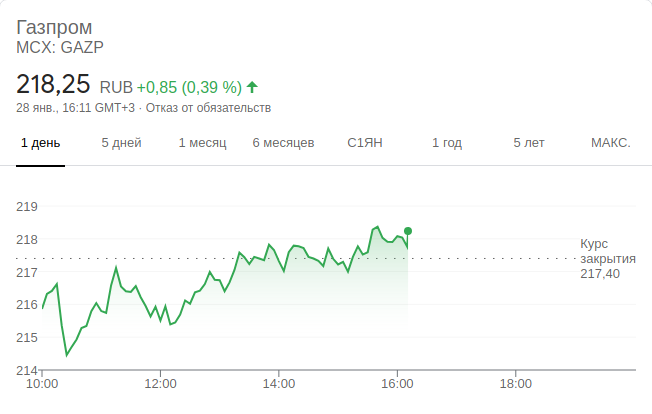 Газпром
MCX: GAZP
218,25 RUB +0,85 (0,39 %)
28 янв., 16:11 GMT+3 · Отказ от обязательств
1 день 5 дней 1 месяц 6 месяцев С1ЯН 1 год 5 лет МАКС.
219
218
217
216
215
214
Курс
закрытия
217,40
10:00 12:00 14:00 16:00 18:00